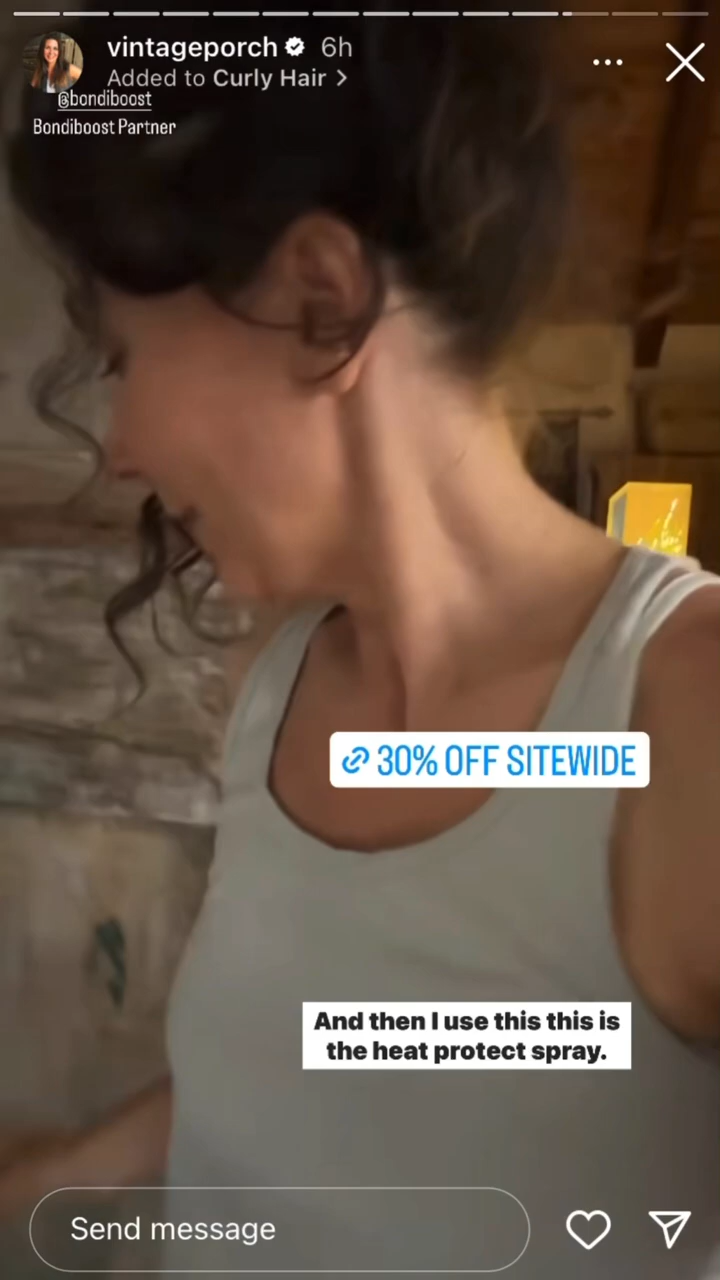 vintageporch 6h
Added to Curly Hair >
@bondiboost
Bondiboost Partner
30% OFF SITEWIDE
And then I use this this is
the heat protect spray.
Send message